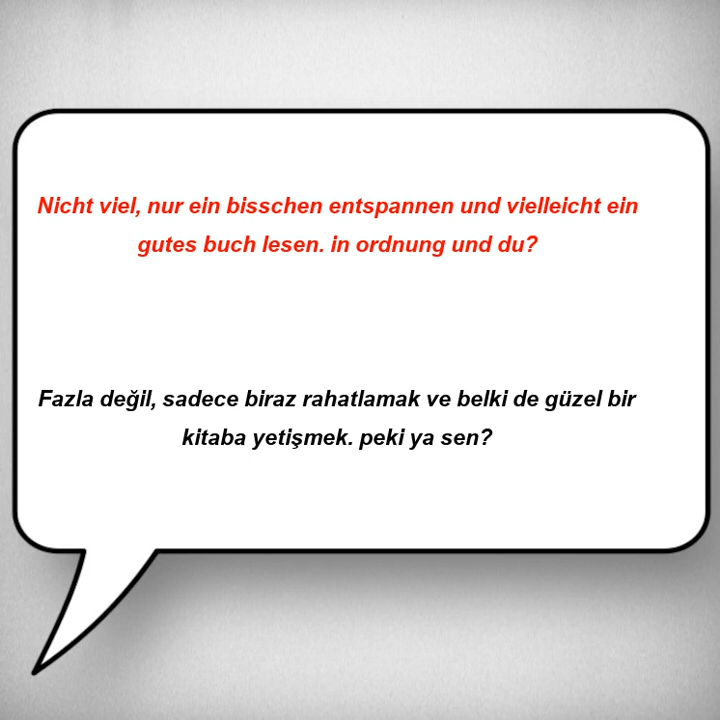 Nicht viel, nur ein bisschen entspannen und vielleicht ein
gutes buch lesen. in ordnung und du?
Fazla değil, sadece biraz rahatlamak ve belki de güzel bir
kitaba yetişmek. peki ya sen?